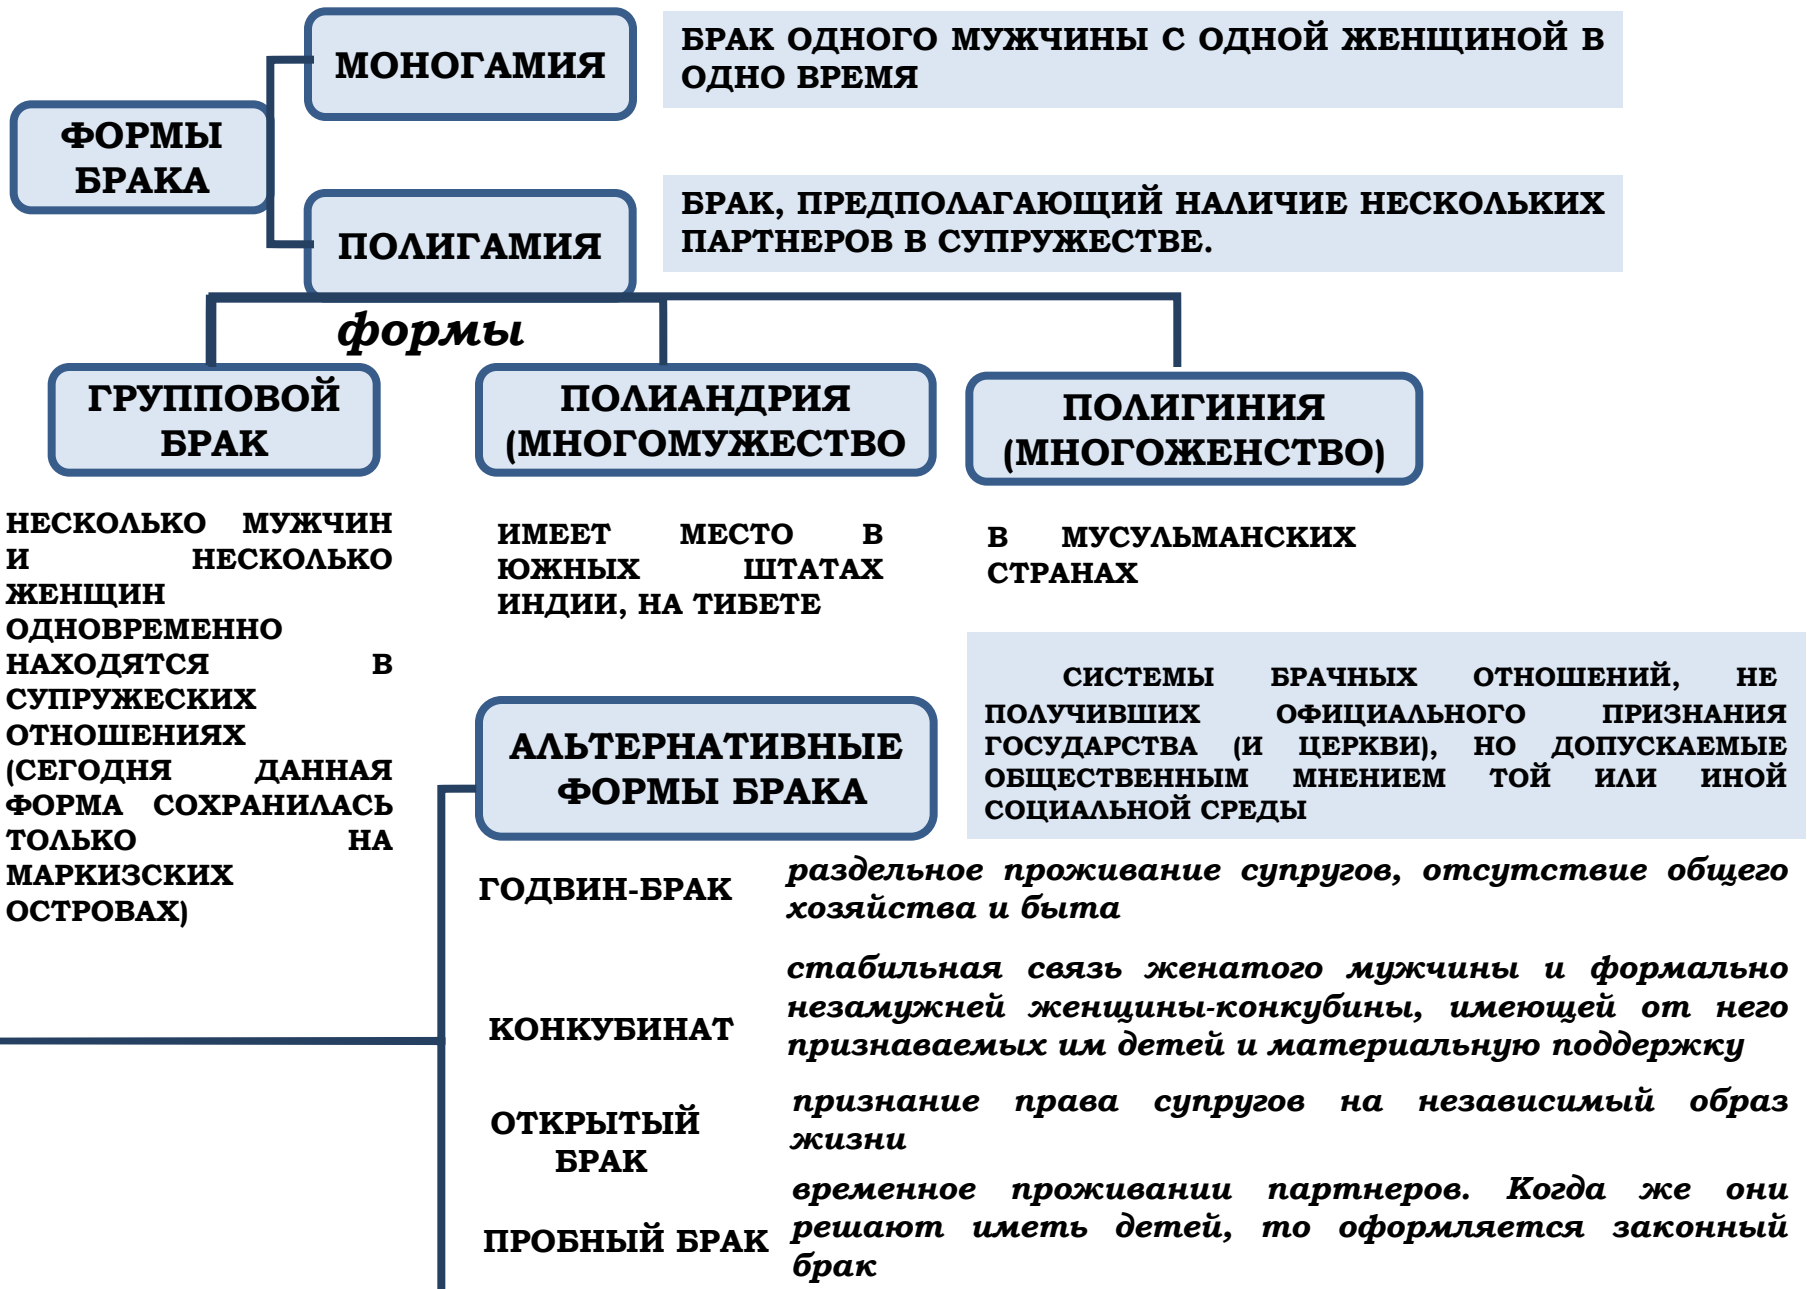 МОНОГАМИЯ
БРАК ОДНОГО МУЖЧИНЫ С ОДНОЙ ЖЕНЩИНОЙ В
ОДНО ВРЕМЯ
ФОРМЫ
БРАКА
ПОЛИГАМИЯ
БРАК, ПРЕДПОЛАГАЮЩИЙ НАЛИЧИЕ НЕСКОЛЬКИХ
ПАРТНЕРОВ В СУПРУЖЕСТВЕ.
формы
ГРУППОВОЙ
БРАК
ПОЛИАНДРИЯ
(МНОГОМУЖЕСТВО
ПОЛИГИНИЯ
(МНОГОЖЕНСТВО)
НЕСКОЛЬКО МУЖЧИН
И НЕСКОЛЬКО
ЖЕНЩИН
ОДНОВРЕМЕННО
НАХОДЯТСЯ В
СУПРУЖЕСКИХ
ОТНОШЕНИЯХ
(СЕГОДНЯ ДАННАЯ
ФОРМА СОХРАНИЛАСЬ
ТОЛЬКО НА
МАРКИЗСКИХ
ОСТРОВАХ)
ИМЕЕТ МЕСТО В
ЮЖНЫХ ШТАТАХ
ИНДИИ, НА ТИБЕТЕ
В МУСУЛЬМАНСКИХ
СТРАНАХ
АЛЬТЕРНАТИВНЫЕ
ФОРМЫ БРАКА
СИСТЕМЫ БРАЧНЫХ ОТНОШЕНИЙ, НЕ
ПОЛУЧИВШИХ ОФИЦИАЛЬНОГО ПРИЗНАНИЯ
ГОСУДАРСТВА (И ЦЕРКВИ), НО ДОПУСКАЕМЫЕ
ОБЩЕСТВЕННЫМ МНЕНИЕМ ТОЙ ИЛИ ИНОЙ
СОЦИАЛЬНОЙ СРЕДЫ
ГОДВИН-БРАК
раздельное проживание супругов, отсутствие общего
хозяйства и быта
КОНКУБИНАТ
стабильная связь женатого мужчины и формально
незамужней женщины-конкубины, имеющей от него
признаваемых им детей и материальную поддержку
ОТКРЫТЫЙ
БРАК
признание права супругов на независимый образ
жизни
ПРОБНЫЙ БРАК
временное проживании партнеров. Когда же они
решают иметь детей, то оформляется законный
брак